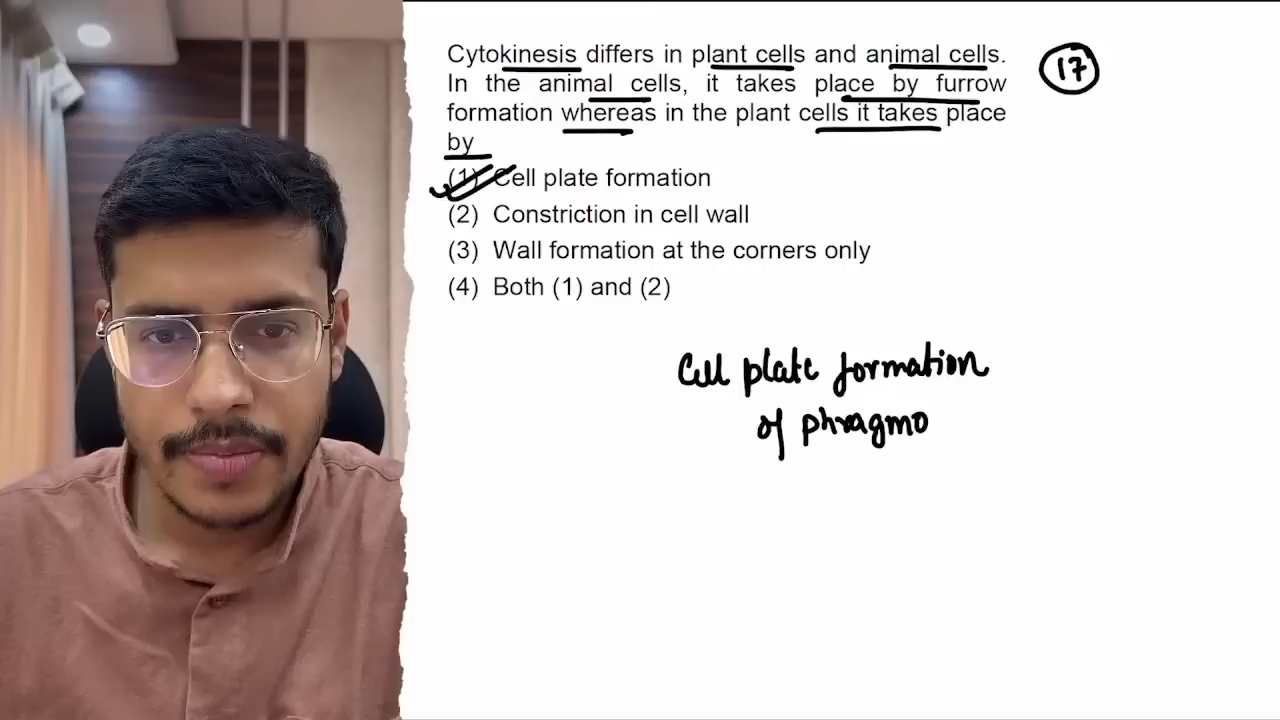 Cytokinesis differs in plant cells and animal cells.
In the animal cells, it takes place by furrow
formation whereas in the plant cells it takes place
by
(1) Cell plate formation
(2) Constriction in cell wall
(3) Wall formation at the corners only
(4) Both (1) and (2)
17
Cell plate formation
of phragmo